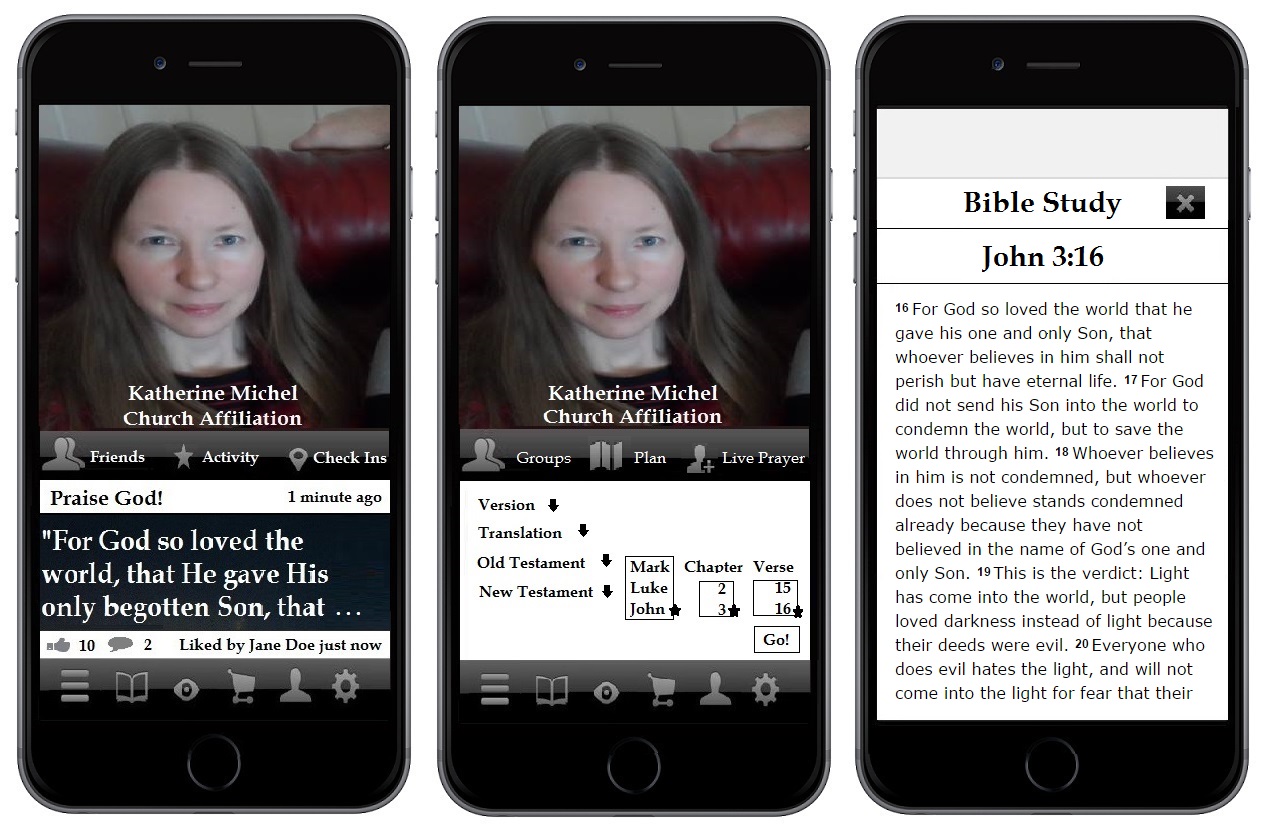 Katherine Michel
Church Affiliation
Friends Activity Check Ins
Praise God! 1 minute ago
"For God so loved the
world, that He gave His
only begotten Son, that ...
10 2 Liked by Jane Doe just now
Katherine Michel
Church Affiliation
Groups Plan Live Prayer
Version
Translation
Old Testament
New Testament
Mark
Luke
John
Chapter
2
3
Verse
15
16
Go!
Bible Study
John 3:16
16 For God so loved the world that he
gave his one and only Son, that
whoever believes in him shall not
perish but have eternal life. 17 For God
did not send his Son into the world to
condemn the world, but to save the
world through him. 18 Whoever believes
in him is not condemned, but whoever
does not believe stands condemned
already because they have not
believed in the name of God’s one and
only Son. 19 This is the verdict: Light
has come into the world, but people
loved darkness instead of light because
their deeds were evil. 20 Everyone who
does evil hates the light, and will not
come into the light for fear that their